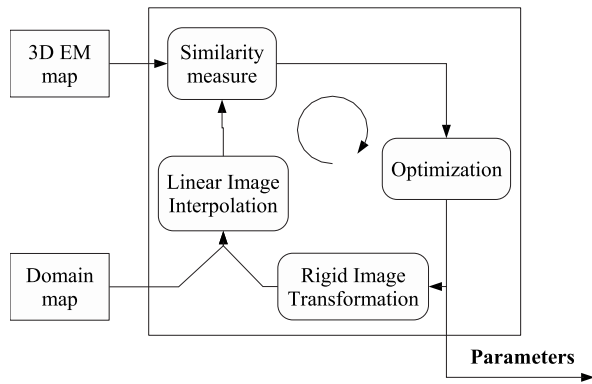 3D EM
map
Similarity
measure
Optimization
Linear Image
Interpolation
Domain
map
Rigid Image
Transformation
Parameters